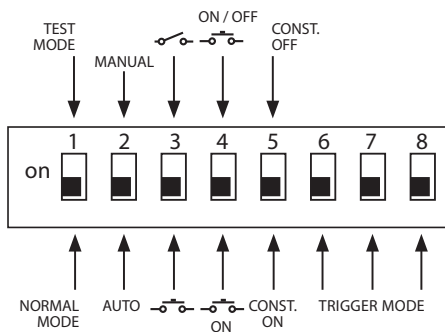 TEST
MODE
MANUAL
ON / OFF
CONST.
OFF
1 2 3 4 5 6 7 8
on
NORMAL
MODE
AUTO
ON
CONST.
ON
TRIGGER MODE